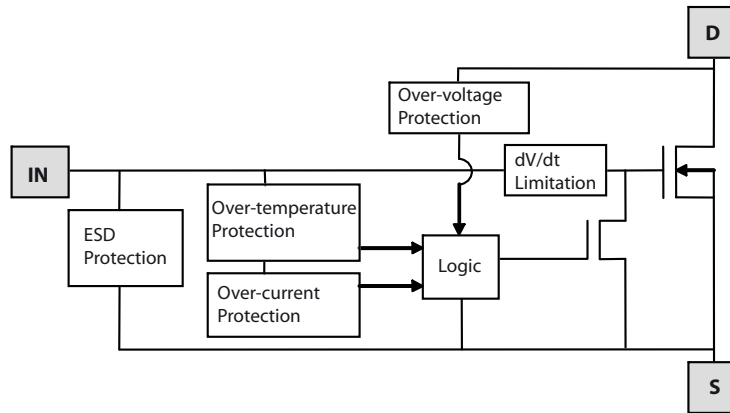 D
Over-voltage
Protection
IN
dV/dt
Limitation
Over-temperature
Protection
ESD
Protection
Logic
Over-current
Protection
S